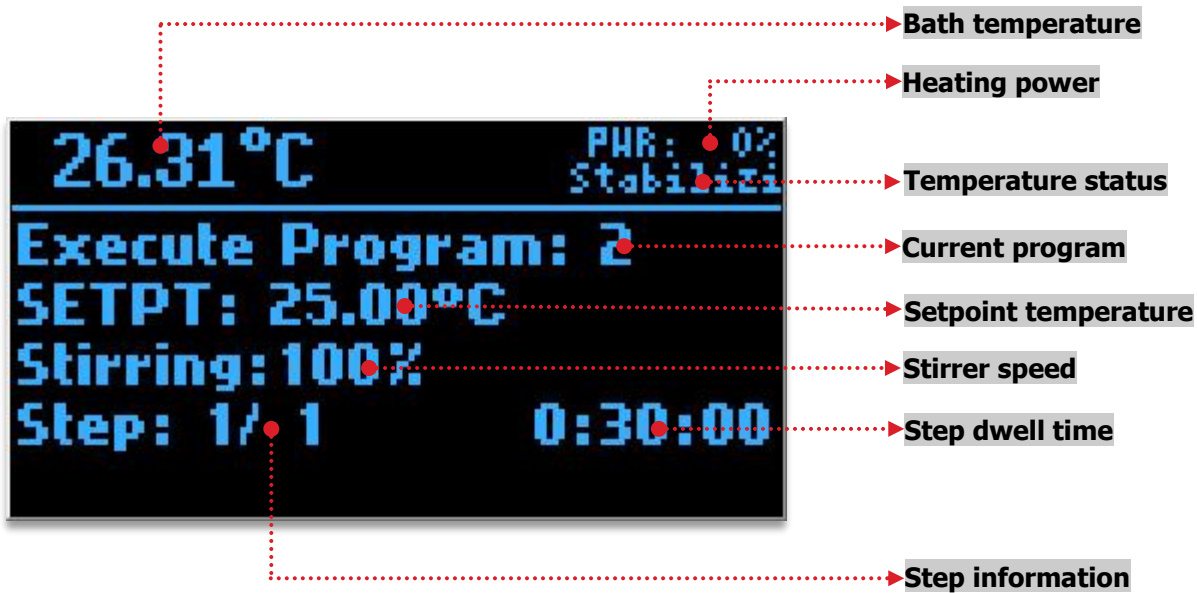 Bath temperature
Heating power
26.31°C
PWR: 0%
Stabilizi
Temperature status
Execute Program: 2
Current program
SETPT: 25.00°C
Setpoint temperature
Stirring:100%
Stirrer speed
Step: 1/ 1
0:30:00
Step dwell time
Step information